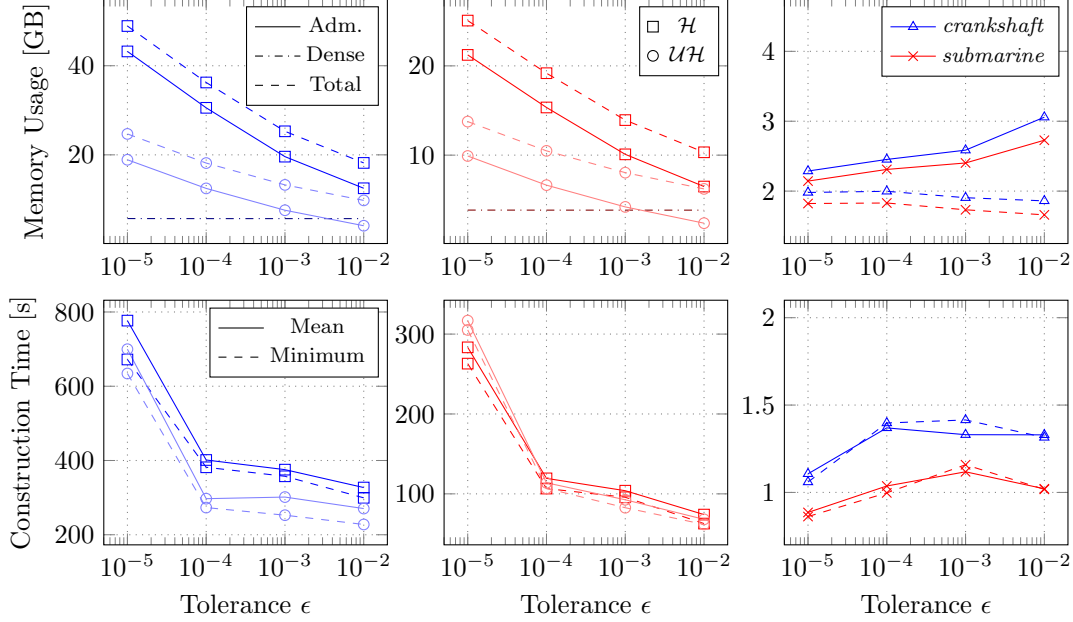 Memory Usage [GB]
20
40
10⁻⁵ 10⁻⁴ 10⁻³ 10⁻²
Adm.
Dense
Total
10
20
10⁻⁵ 10⁻⁴ 10⁻³ 10⁻²
ℋ
𝒰ℋ
1
2
3
4
10⁻⁵ 10⁻⁴ 10⁻³ 10⁻²
crankshaft
submarine
Construction Time [s]
200
400
600
800
10⁻⁵ 10⁻⁴ 10⁻³ 10⁻²
Tolerance ϵ
Mean
Minimum
100
200
300
10⁻⁵ 10⁻⁴ 10⁻³ 10⁻²
Tolerance ϵ
1
1.5
2
10⁻⁵ 10⁻⁴ 10⁻³ 10⁻²
Tolerance ϵ